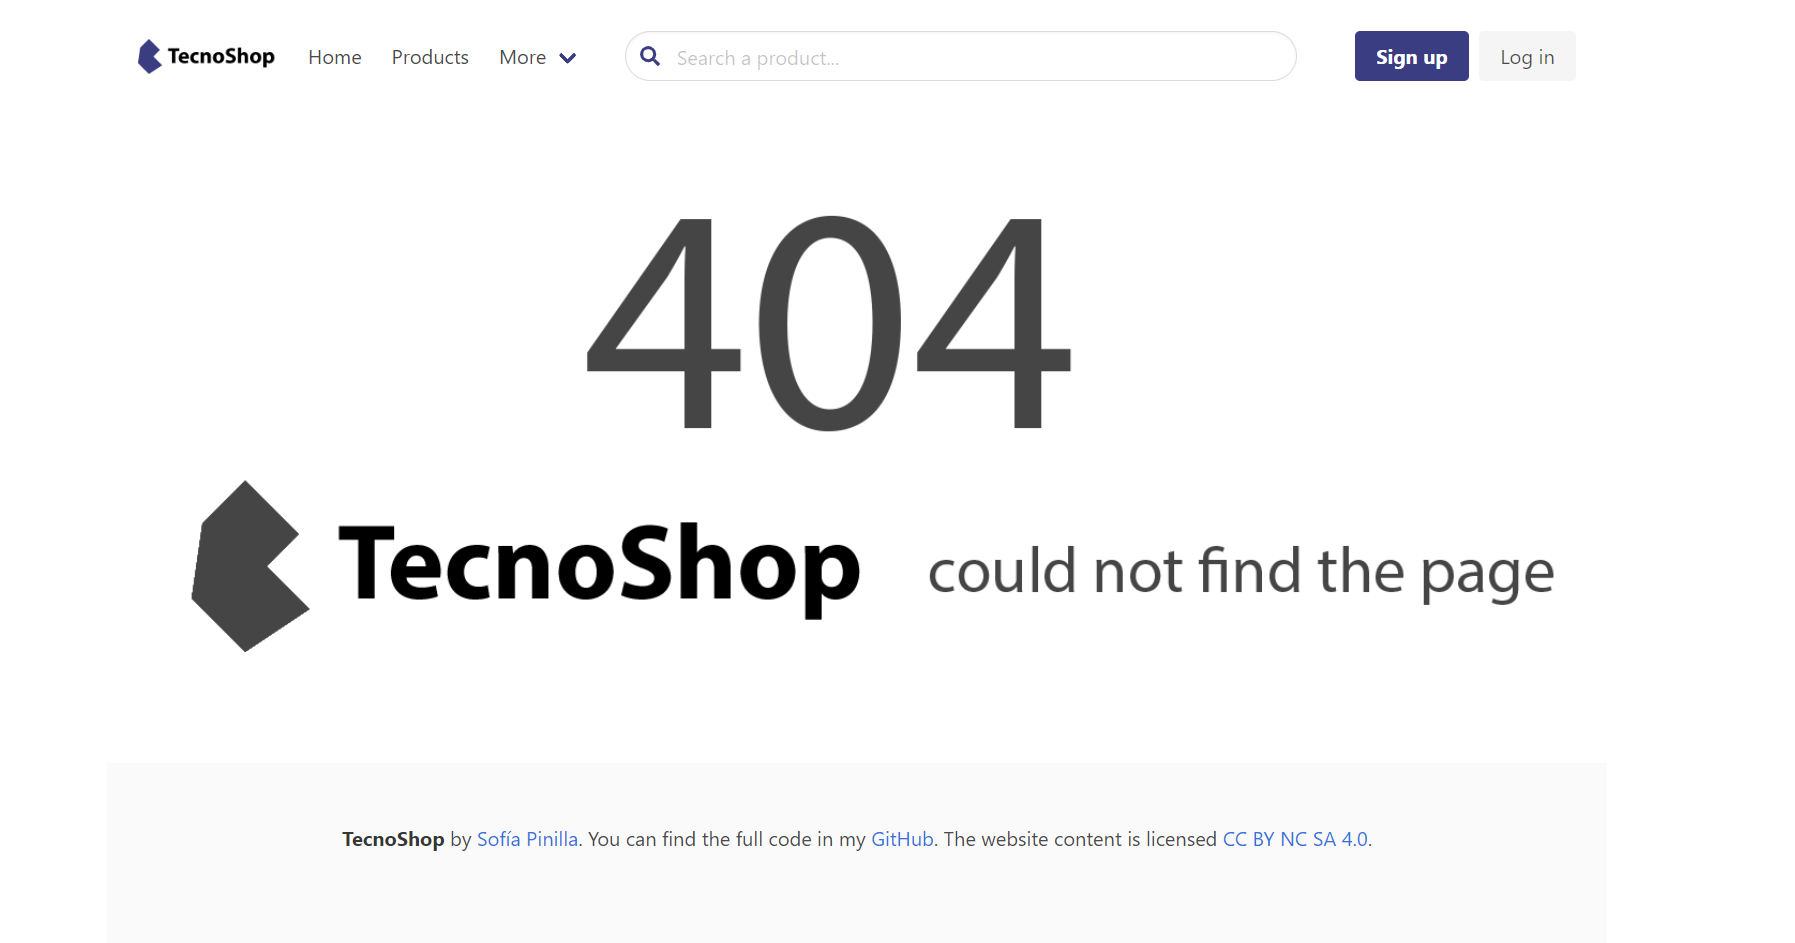 TecnoShop Home Products More Search a product... Sign up Log in
404
TecnoShop could not find the page
TecnoShop by Sofía Pinilla. You can find the full code in my GitHub. The website content is licensed CC BY NC SA 4.0.